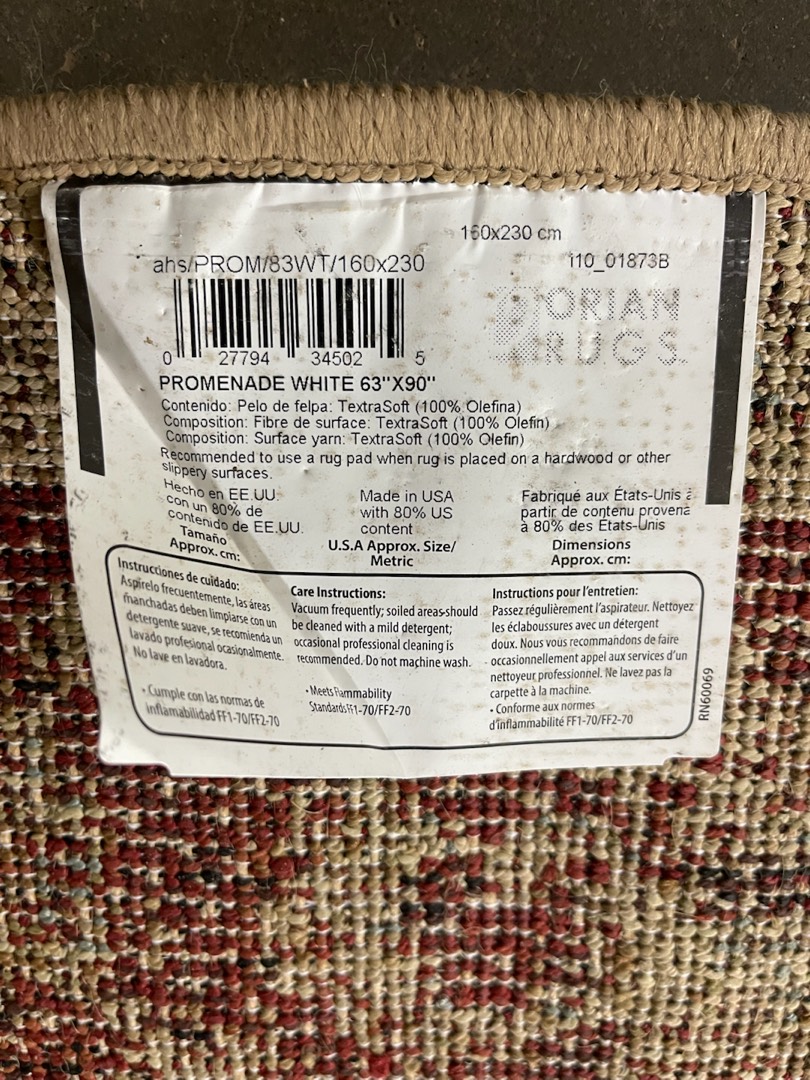 160x230 cm
ahs/PROM/83WT/160x230
110_01873B
ORIAN
RUGS
0 27794 34502 5
PROMENADE WHITE 63"X90"
Contenido: Pelo de felpa: TextraSoft (100% Olefina)
Composition: Fibre de surface: TextraSoft (100% Olefin)
Composition: Surface yarn: TextraSoft (100% Olefin)
Recommended to use a rug pad when rug is placed on a hardwood or other
slippery surfaces.
Hecho en EE.UU.
con un 80% de
contenido de EE.UU.
Tamaño
Approx. cm:
Made in USA
with 80% US
content
U.S.A Approx. Size/
Metric
Fabriqué aux États-Unis à
partir de contenu provena
à 80% des États-Unis
Dimensions
Approx. cm:
Instrucciones de cuidado:
Aspírelo frecuentemente, las áreas
manchadas deben limpiarse con un
detergente suave, se recomienda un
lavado profesional ocasionalmente.
No lave en lavadora.
• Cumple con las normas de
inflamabilidad FF1-70/FF2-70
Care Instructions:
Vacuum frequently; soiled areas should
be cleaned with a mild detergent;
occasional professional cleaning is
recommended. Do not machine wash.
• Meets Flammability
Standards FF1-70/FF2-70
Instructions pour l'entretien:
Passez régulièrement l'aspirateur. Nettoyez
les éclaboussures avec un détergent
doux. Nous vous recommandons de faire
occasionnellement appel aux services d'un
nettoyeur professionnel. Ne lavez pas la
carpette à la machine.
• Conforme aux normes
d'inflammabilité FF1-70/FF2-70
RN60069